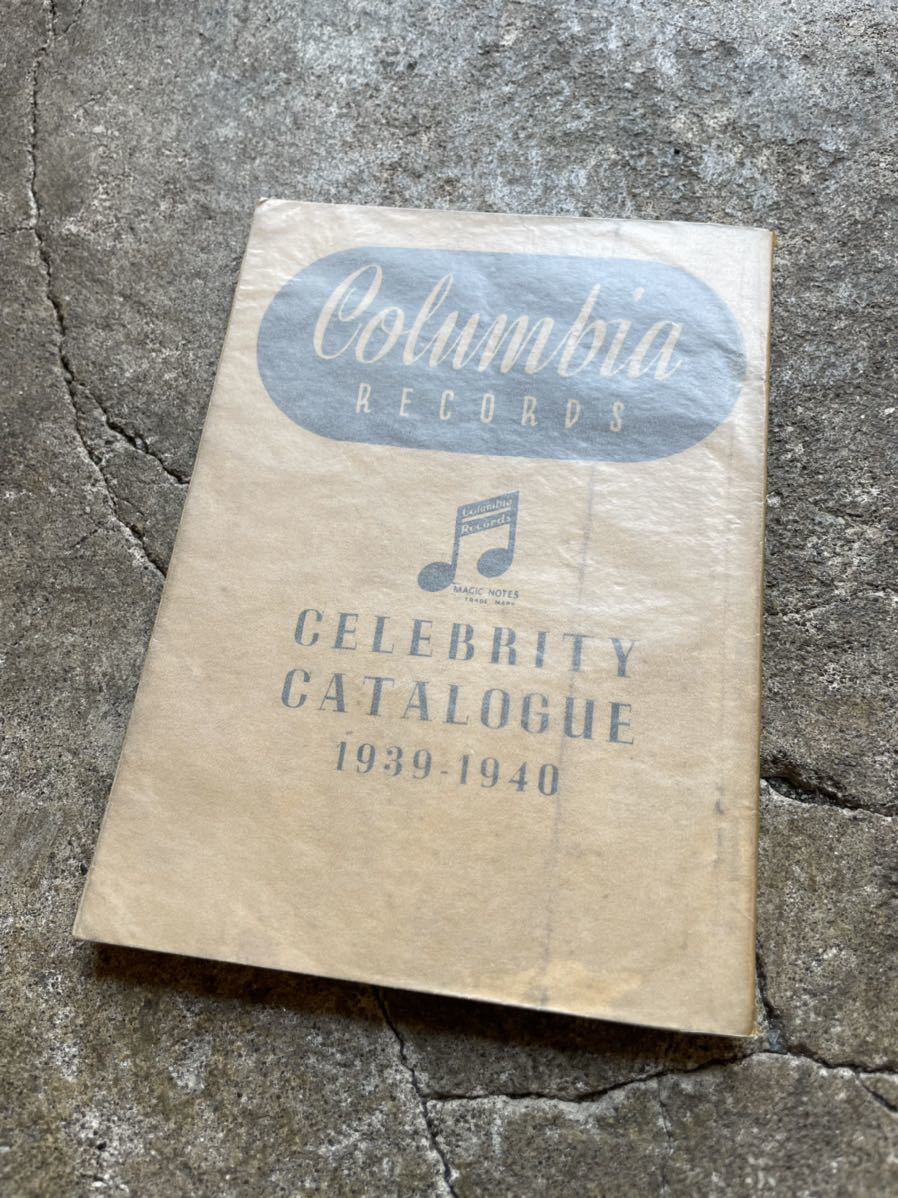 Columbia
RECORDS
Columbia
Records
MAGIC NOTES
TRADE MARK
CELEBRITY
CATALOGUE
1939-1940